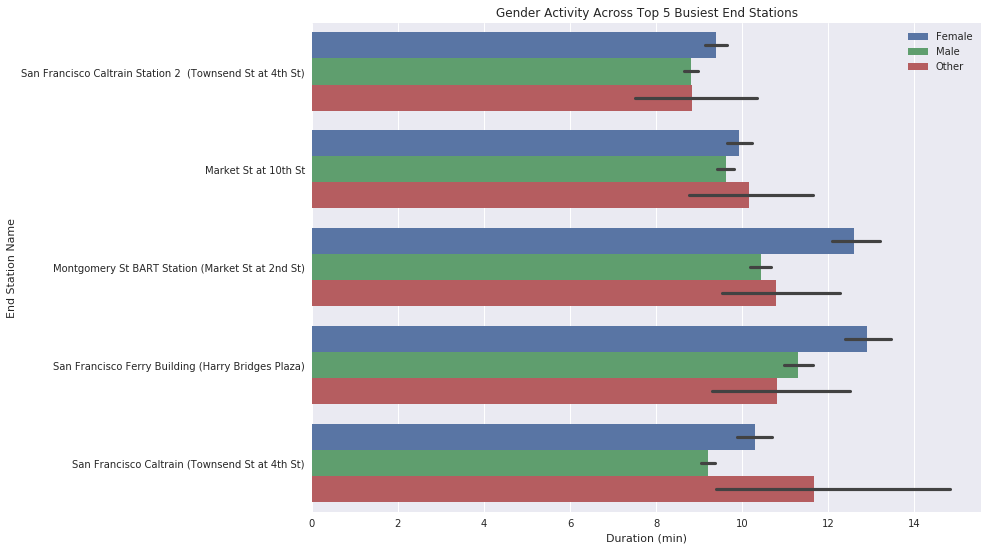 Gender Activity Across Top 5 Busiest End Stations
Female
Male
Other
End Station Name
San Francisco Caltrain Station 2  (Townsend St at 4th St)
Market St at 10th St
Montgomery St BART Station (Market St at 2nd St)
San Francisco Ferry Building (Harry Bridges Plaza)
San Francisco Caltrain (Townsend St at 4th St)
0 2 4 6 8 10 12 14
Duration (min)